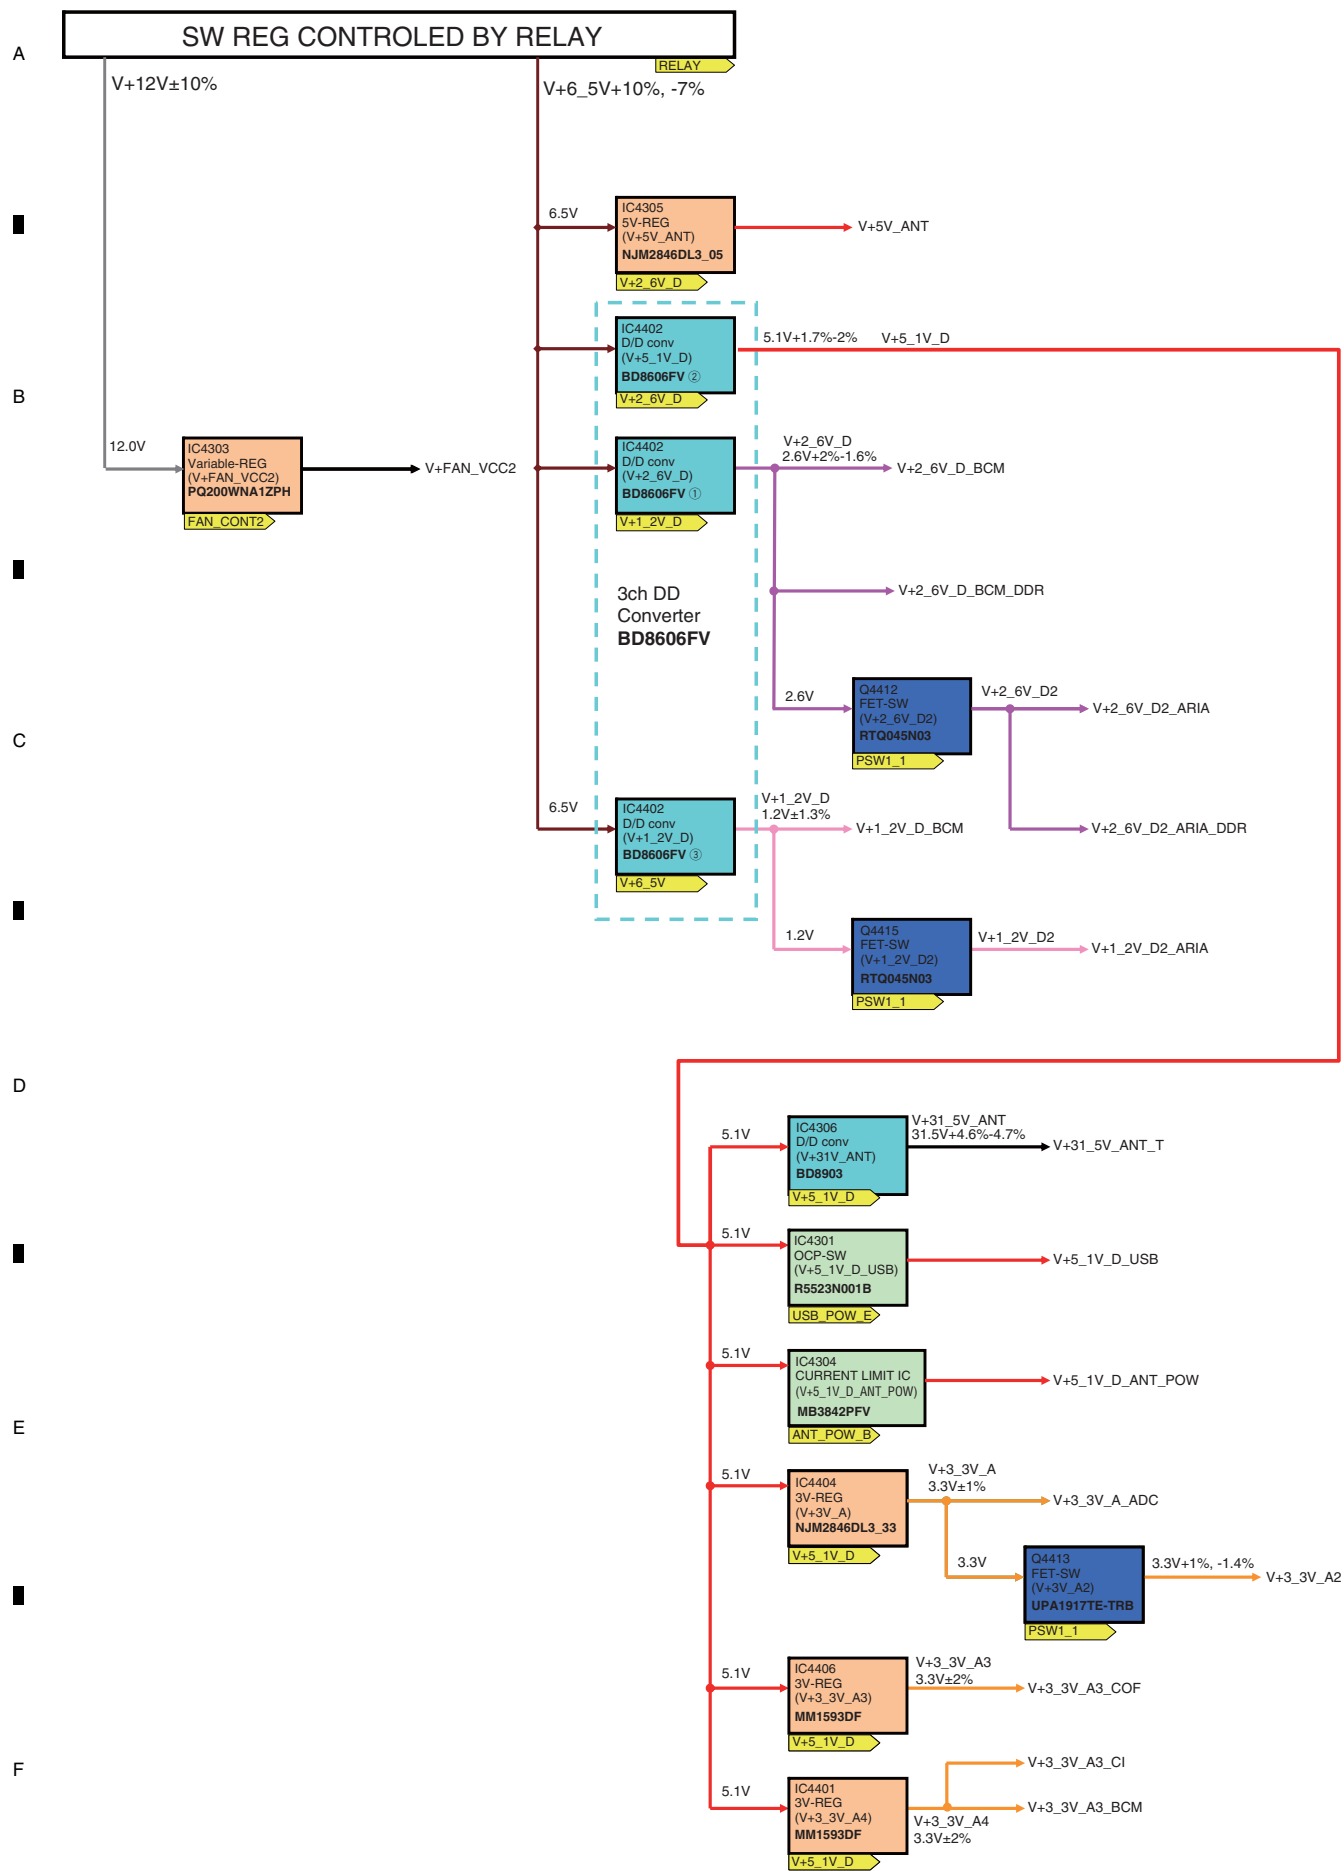 SW REG CONTROLED BY RELAY
A
RELAY
V+12V±10%
V+6_5V+10%, -7%
6.5V
IC4305
5V-REG
(V+5V_ANT)
NJM2846DL3_05
V+2_6V_D
V+5V_ANT
IC4402
D/D conv
(V+5_1V_D)
BD8606FV ②
V+2_6V_D
5.1V+1.7%-2%
V+5_1V_D
B
12.0V
IC4303
Variable-REG
(V+FAN_VCC2)
PQ200WNA1ZPH
FAN_CONT2
V+FAN_VCC2
IC4402
D/D conv
(V+2_6V_D)
BD8606FV ①
V+1_2V_D
V+2_6V_D
2.6V+2%-1.6%
V+2_6V_D_BCM
3ch DD
Converter
BD8606FV
V+2_6V_D_BCM_DDR
2.6V
Q4412
FET-SW
(V+2_6V_D2)
RTQ045N03
PSW1_1
V+2_6V_D2
V+2_6V_D2_ARIA
C
6.5V
IC4402
D/D conv
(V+1_2V_D)
BD8606FV ③
V+6_5V
V+1_2V_D
1.2V±1.3%
V+1_2V_D_BCM
V+2_6V_D2_ARIA_DDR
1.2V
Q4415
FET-SW
(V+1_2V_D2)
RTQ045N03
PSW1_1
V+1_2V_D2
V+1_2V_D2_ARIA
D
5.1V
IC4306
D/D conv
(V+31V_ANT)
BD8903
V+5_1V_D
V+31_5V_ANT
31.5V+4.6%-4.7%
V+31_5V_ANT_T
5.1V
IC4301
OCP-SW
(V+5_1V_D_USB)
R5523N001B
USB_POW_E
V+5_1V_D_USB
5.1V
IC4304
CURRENT LIMIT IC
(V+5_1V_D_ANT_POW)
MB3842PFV
ANT_POW_B
V+5_1V_D_ANT_POW
E
5.1V
IC4404
3V-REG
(V+3V_A)
NJM2846DL3_33
V+5_1V_D
V+3_3V_A
3.3V±1%
V+3_3V_A_ADC
3.3V
Q4413
FET-SW
(V+3V_A2)
UPA1917TE-TRB
PSW1_1
3.3V+1%, -1.4%
V+3_3V_A2
5.1V
IC4406
3V-REG
(V+3_3V_A3)
MM1593DF
V+5_1V_D
V+3_3V_A3
3.3V±2%
V+3_3V_A3_COF
F
5.1V
IC4401
3V-REG
(V+3_3V_A4)
MM1593DF
V+5_1V_D
V+3_3V_A3_CI
V+3_3V_A3_BCM
V+3_3V_A4
3.3V±2%